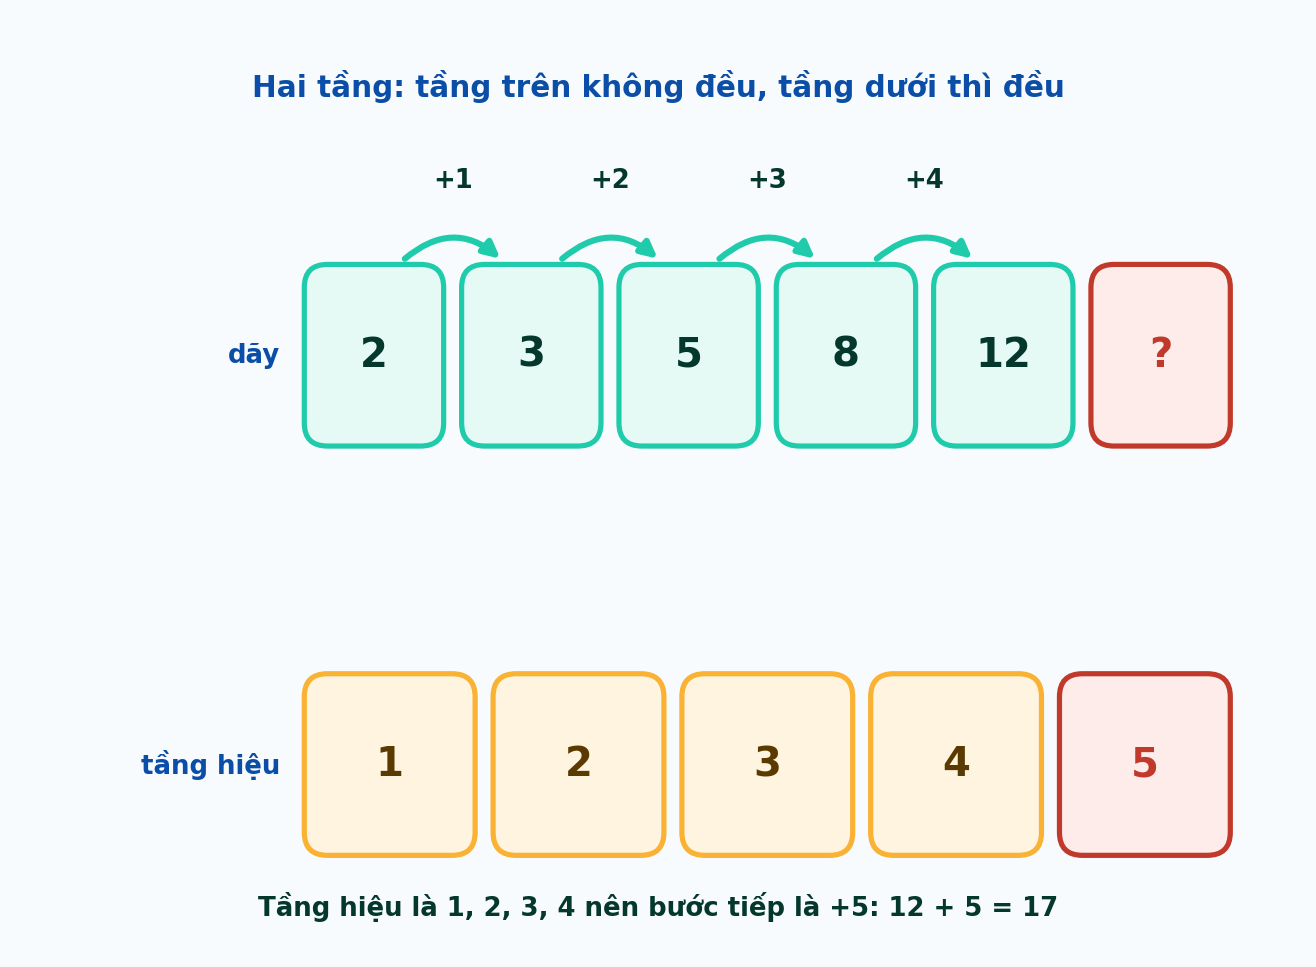 Hai tầng: tầng trên không đều, tầng dưới thì đều
+1 +2 +3 +4
dãy 2 3 5 8 12 ?
tầng hiệu 1 2 3 4 5
Tầng hiệu là 1, 2, 3, 4 nên bước tiếp là +5: 12 + 5 = 17